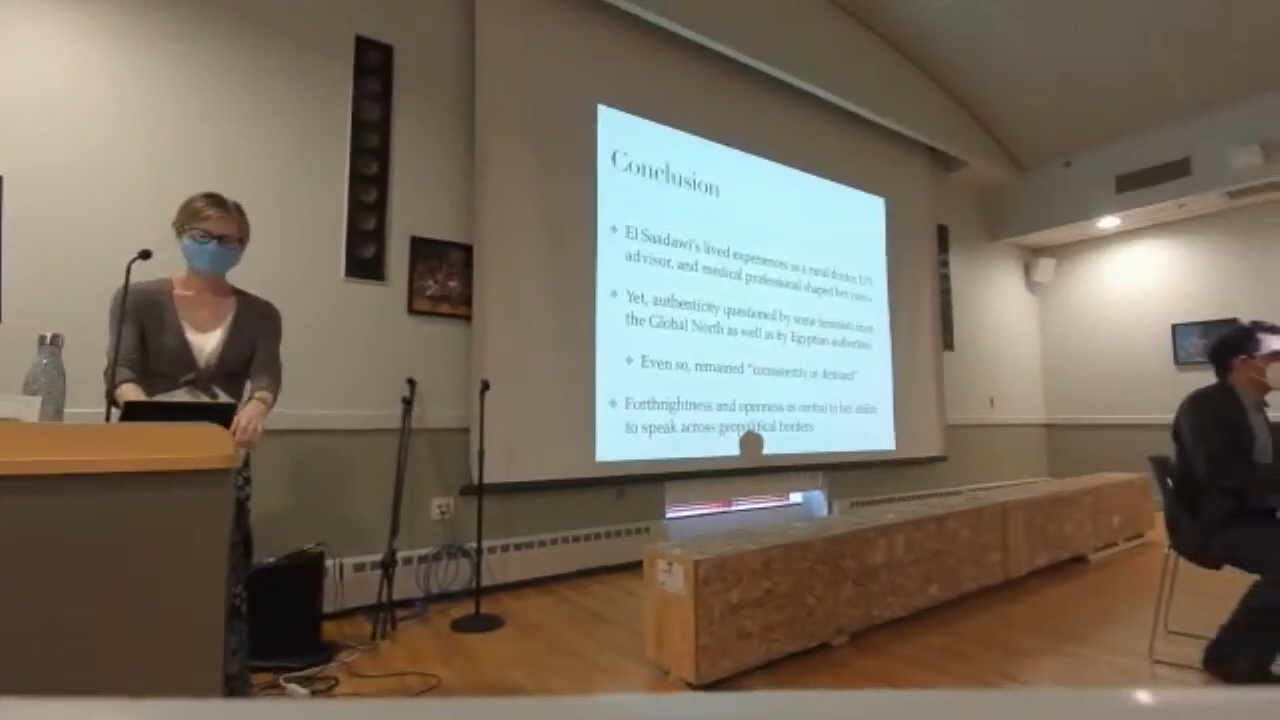 Conclusion
El Saadawi's lived experiences as a rural doctor, UN
advisor, and medical professional shaped her
Yet, authenticity questioned by some feminists
the Global North as well as by Egyptian authorities
Even so, remained "consistently in demand"
Forthrightness and openness as central to her ability
to speak across geopolitical borders